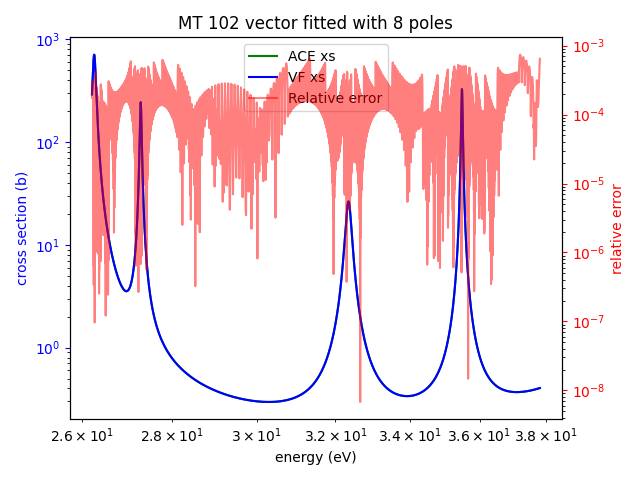 MT 102 vector fitted with 8 poles
10³
10²
10¹
10⁰
cross section (b)
ACE xs
VF xs
Relative error
10⁻³
10⁻⁴
10⁻⁵
10⁻⁶
10⁻⁷
10⁻⁸
relative error
2.6 × 10¹ 2.8 × 10¹ 3 × 10¹ 3.2 × 10¹ 3.4 × 10¹ 3.6 × 10¹ 3.8 × 10¹
energy (eV)